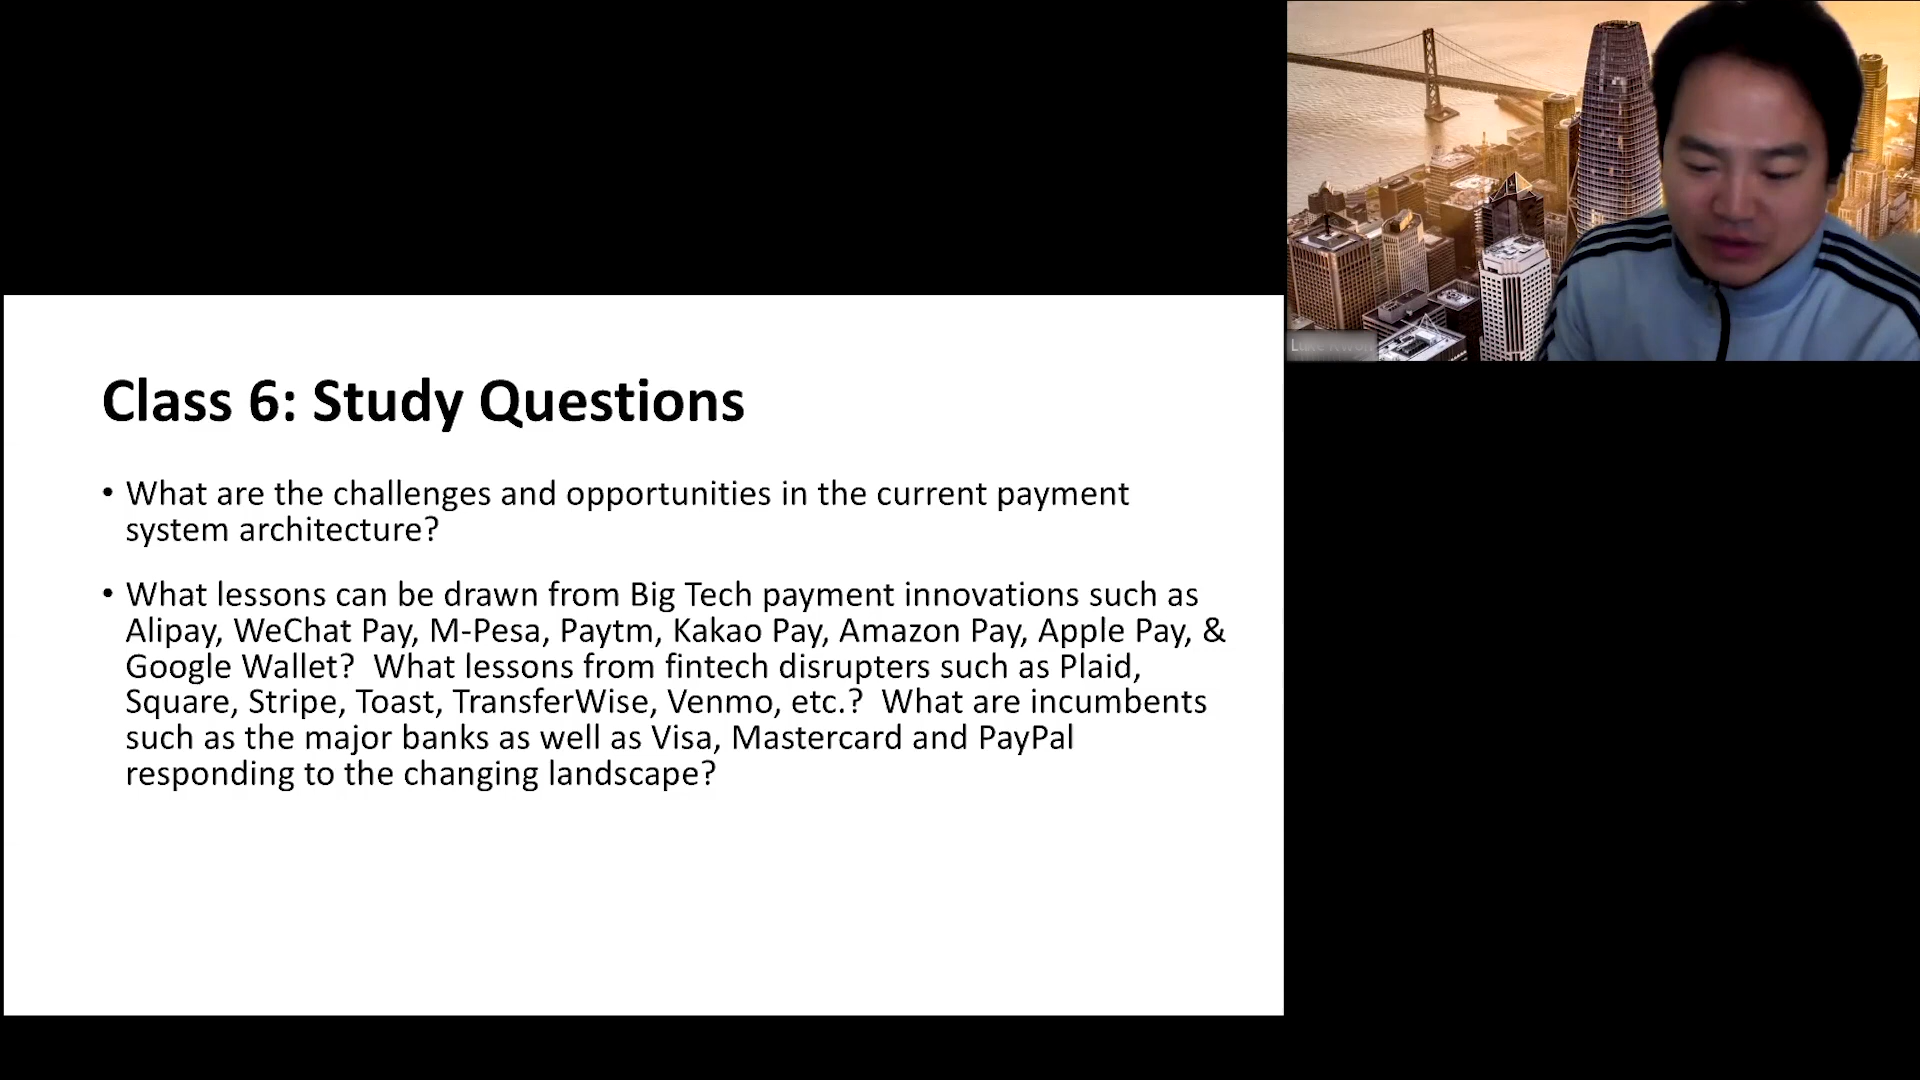 Class 6: Study Questions
• What are the challenges and opportunities in the current payment
system architecture?
• What lessons can be drawn from Big Tech payment innovations such as
Alipay, WeChat Pay, M-Pesa, Paytm, Kakao Pay, Amazon Pay, Apple Pay, &
Google Wallet?  What lessons from fintech disrupters such as Plaid,
Square, Stripe, Toast, TransferWise, Venmo, etc.?  What are incumbents
such as the major banks as well as Visa, Mastercard and PayPal
responding to the changing landscape?